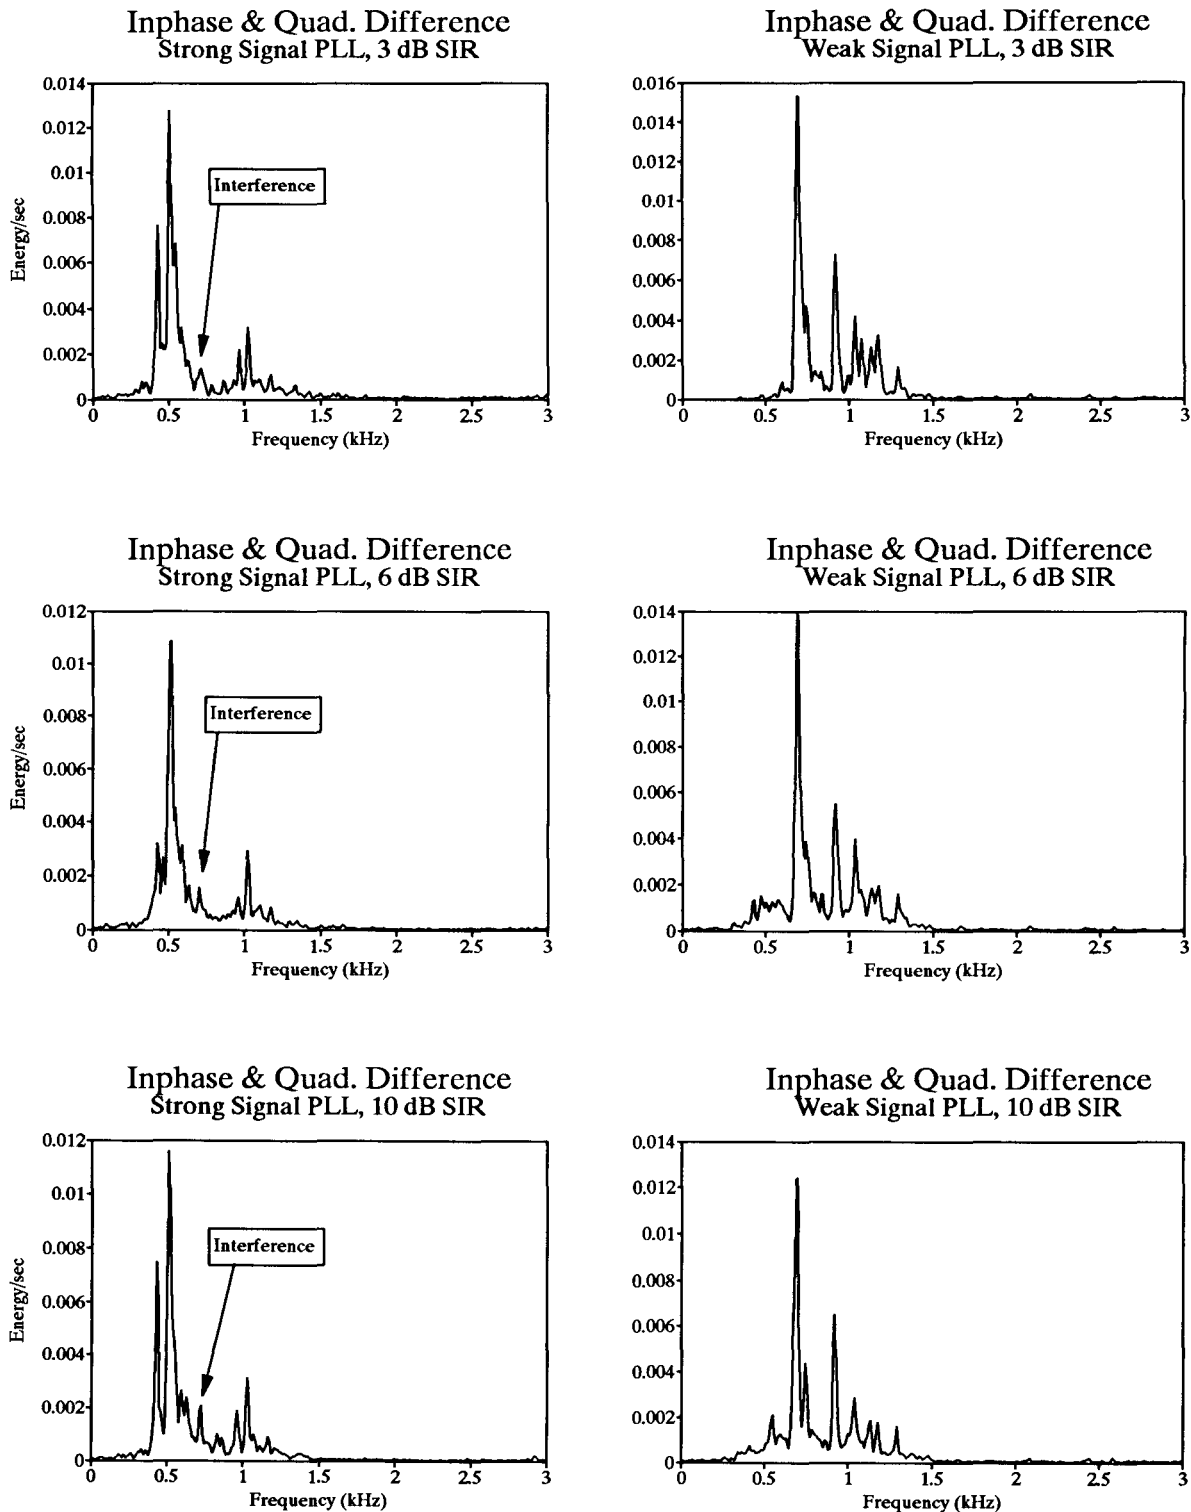 Inphase & Quad. Difference
Strong Signal PLL, 3 dB SIR
0.014
0.012
0.01
0.008
0.006
0.004
0.002
0
Energy/sec
Interference
0 0.5 1 1.5 2 2.5 3
Frequency (kHz)
Inphase & Quad. Difference
Weak Signal PLL, 3 dB SIR
0.016
0.014
0.012
0.01
0.008
0.006
0.004
0.002
0
0 0.5 1 1.5 2 2.5 3
Frequency (kHz)
Inphase & Quad. Difference
Strong Signal PLL, 6 dB SIR
0.012
0.01
0.008
0.006
0.004
0.002
0
Energy/sec
Interference
0 0.5 1 1.5 2 2.5 3
Frequency (kHz)
Inphase & Quad. Difference
Weak Signal PLL, 6 dB SIR
0.014
0.012
0.01
0.008
0.006
0.004
0.002
0
0 0.5 1 1.5 2 2.5 3
Frequency (kHz)
Inphase & Quad. Difference
Strong Signal PLL, 10 dB SIR
0.012
0.01
0.008
0.006
0.004
0.002
0
Energy/sec
Interference
0 0.5 1 1.5 2 2.5 3
Frequency (kHz)
Inphase & Quad. Difference
Weak Signal PLL, 10 dB SIR
0.014
0.012
0.01
0.008
0.006
0.004
0.002
0
0 0.5 1 1.5 2 2.5 3
Frequency (kHz)